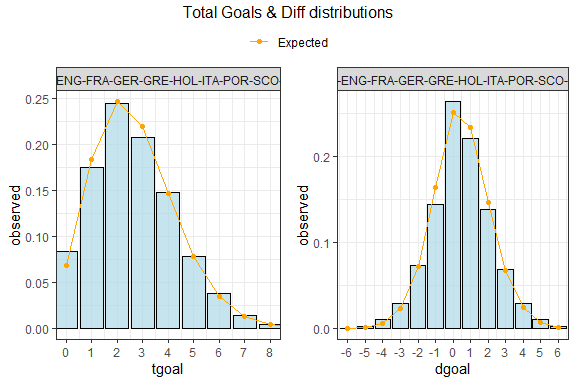 Total Goals & Diff distributions
Expected
ENG-FRA-GER-GRE-HOL-ITA-POR-SCO-
-ENG-FRA-GER-GRE-HOL-ITA-POR-SCO-
observed
0.25
0.20
0.15
0.10
0.05
0.00
0 1 2 3 4 5 6 7 8
tgoal
observed
0.2
0.1
0.0
-6 -5 -4 -3 -2 -1 0 1 2 3 4 5 6
dgoal